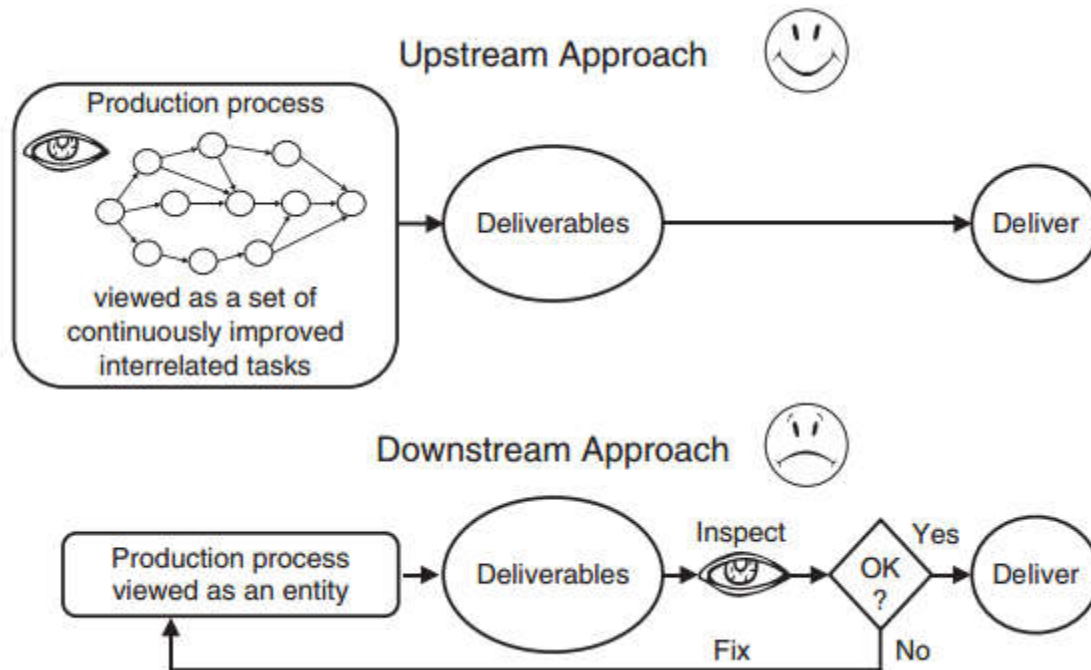 Upstream Approach
Production process
viewed as a set of
continuously improved
interrelated tasks
Deliverables
Deliver
Downstream Approach
Production process
viewed as an entity
Deliverables
Inspect
OK
?
Yes
Deliver
Fix
No